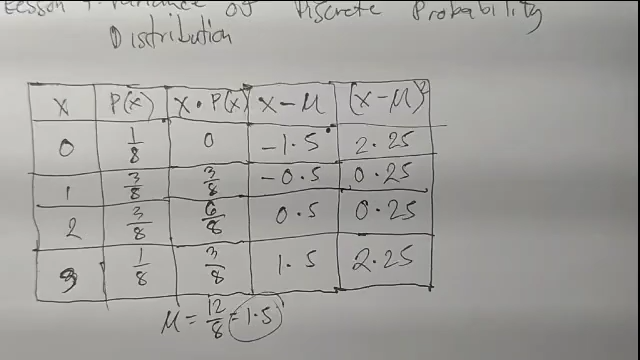 Lesson 4: Variance of Discrete Probability
Distribution
X P(x) X • P(x) X – M (X – M)²
0 1/8 0 –1.5 2.25
1 3/8 3/8 –0.5 0.25
2 3/8 6/8 0.5 0.25
3 1/8 3/8 1.5 2.25
M = 12/8 = 1.5